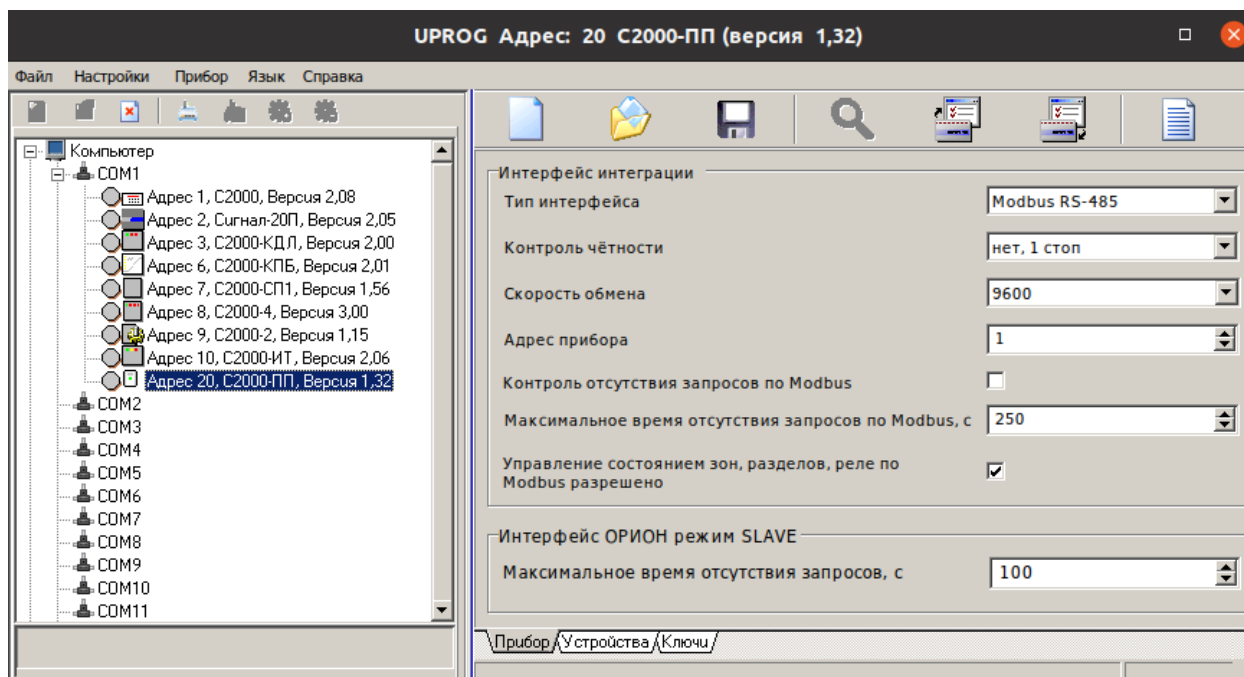 UPROG Адрес: 20 С2000-ПП (версия 1,32)
Файл Настройки Прибор Язык Справка
Компьютер
COM1
Адрес 1, С2000, Версия 2,08
Адрес 2, Сигнал-20П, Версия 2,05
Адрес 3, С2000-КДЛ, Версия 2,00
Адрес 6, С2000-КПБ, Версия 2,01
Адрес 7, С2000-СП1, Версия 1,56
Адрес 8, С2000-4, Версия 3,00
Адрес 9, С2000-2, Версия 1,15
Адрес 10, С2000-ИТ, Версия 2,06
Адрес 20, С2000-ПП, Версия 1,32
COM2
COM3
COM4
COM5
COM6
COM7
COM8
COM9
COM10
COM11
Интерфейс интеграции
Тип интерфейса Modbus RS-485
Контроль чётности нет, 1 стоп
Скорость обмена 9600
Адрес прибора 1
Контроль отсутствия запросов по Modbus
Максимальное время отсутствия запросов по Modbus, с 250
Управление состоянием зон, разделов, реле по
Modbus разрешено
Интерфейс ОРИОН режим SLAVE
Максимальное время отсутствия запросов, с 100
Прибор Устройства Ключи